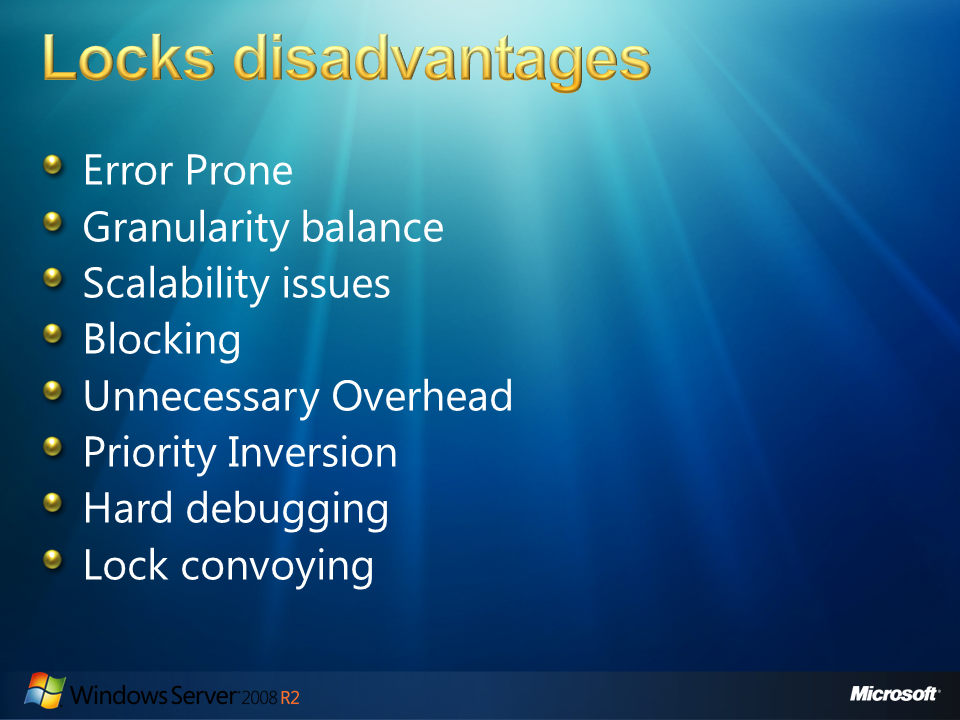 Locks disadvantages
Error Prone
Granularity balance
Scalability issues
Blocking
Unnecessary Overhead
Priority Inversion
Hard debugging
Lock convoying
Windows Server 2008 R2
Microsoft